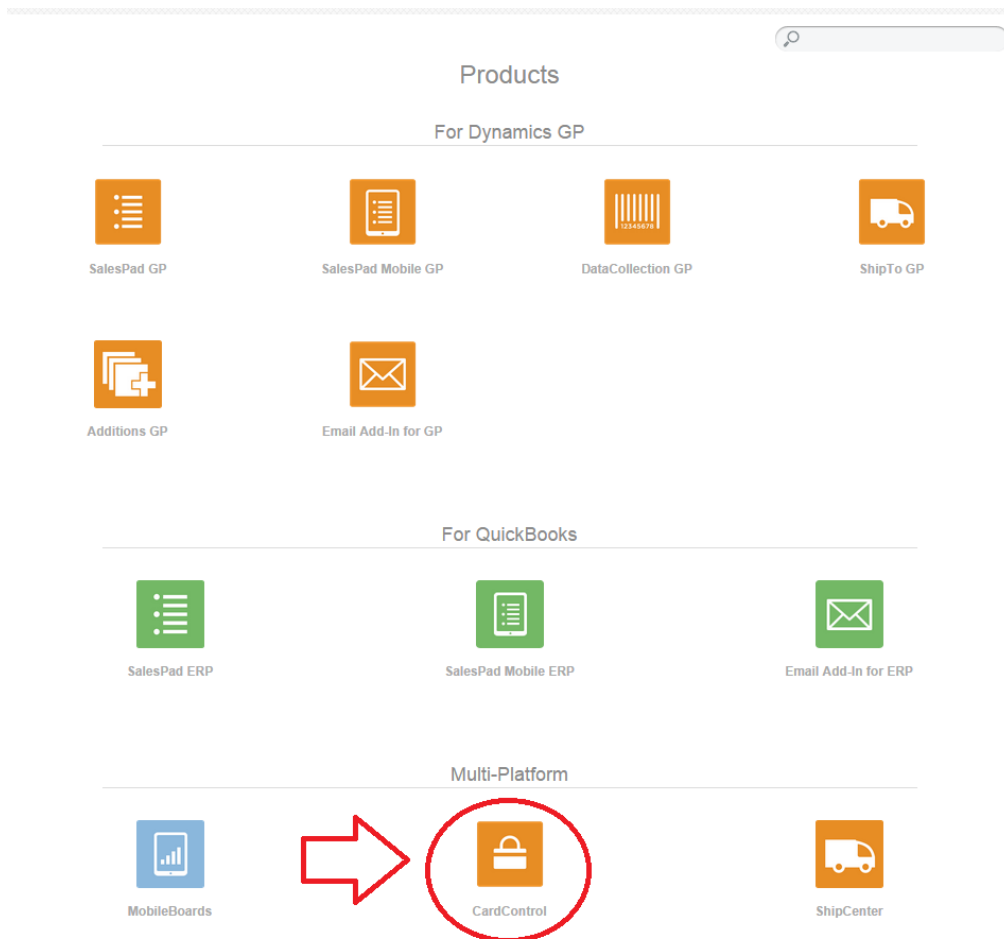 Products
For Dynamics GP
12345678
SalesPad GP
SalesPad Mobile GP
DataCollection GP
ShipTo GP
Additions GP
Email Add-In for GP
For QuickBooks
SalesPad ERP
SalesPad Mobile ERP
Email Add-In for ERP
Multi-Platform
MobileBoards
CardControl
ShipCenter